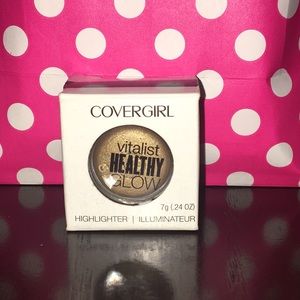 COVERGIRL
vitalist
HEALTHY
GLOW
7g (.24 OZ)
HIGHLIGHTER | ILLUMINATEUR